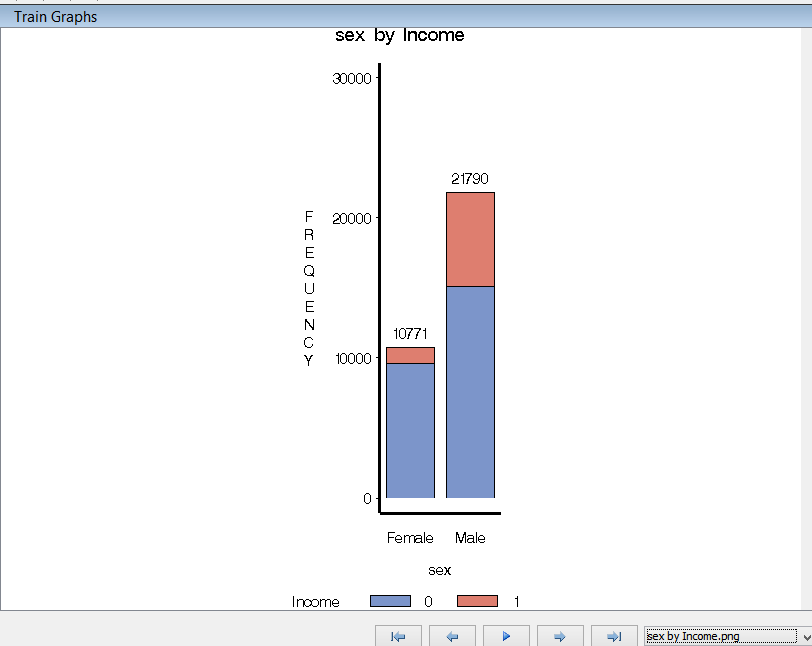 Train Graphs
sex by Income
30000
21790
20000
FREQUENCY
10771
10000
0
Female Male
sex
Income 0 1
sex by Income.png